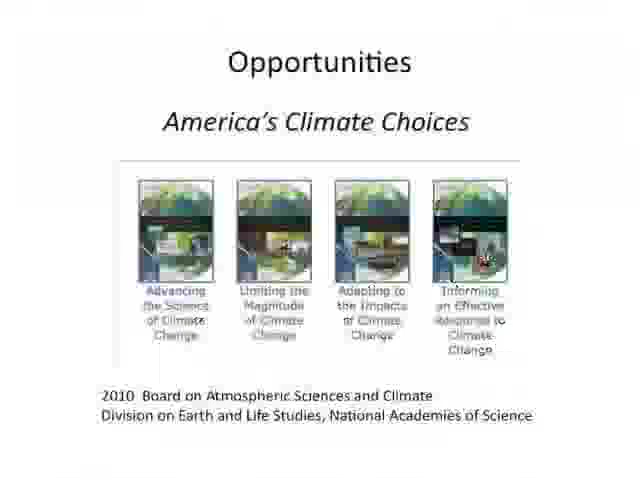 Opportunities
America's Climate Choices
Advancing
the Science
of Climate
Change
Limiting the
Magnitude
of Climate
Change
Adapting to
the Impacts
of Climate
Change
Informing
an Effective
Response to
Climate
Change
2010 Board on Atmospheric Sciences and Climate
Division on Earth and Life Studies, National Academies of Science